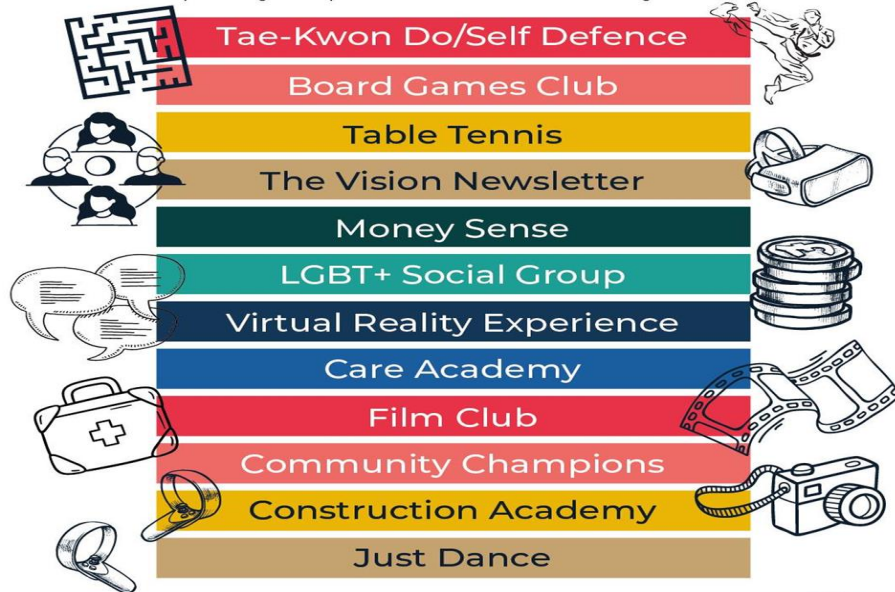 Tae-Kwon Do/Self Defence
Board Games Club
Table Tennis
The Vision Newsletter
Money Sense
LGBT+ Social Group
Virtual Reality Experience
Care Academy
Film Club
Community Champions
Construction Academy
Just Dance